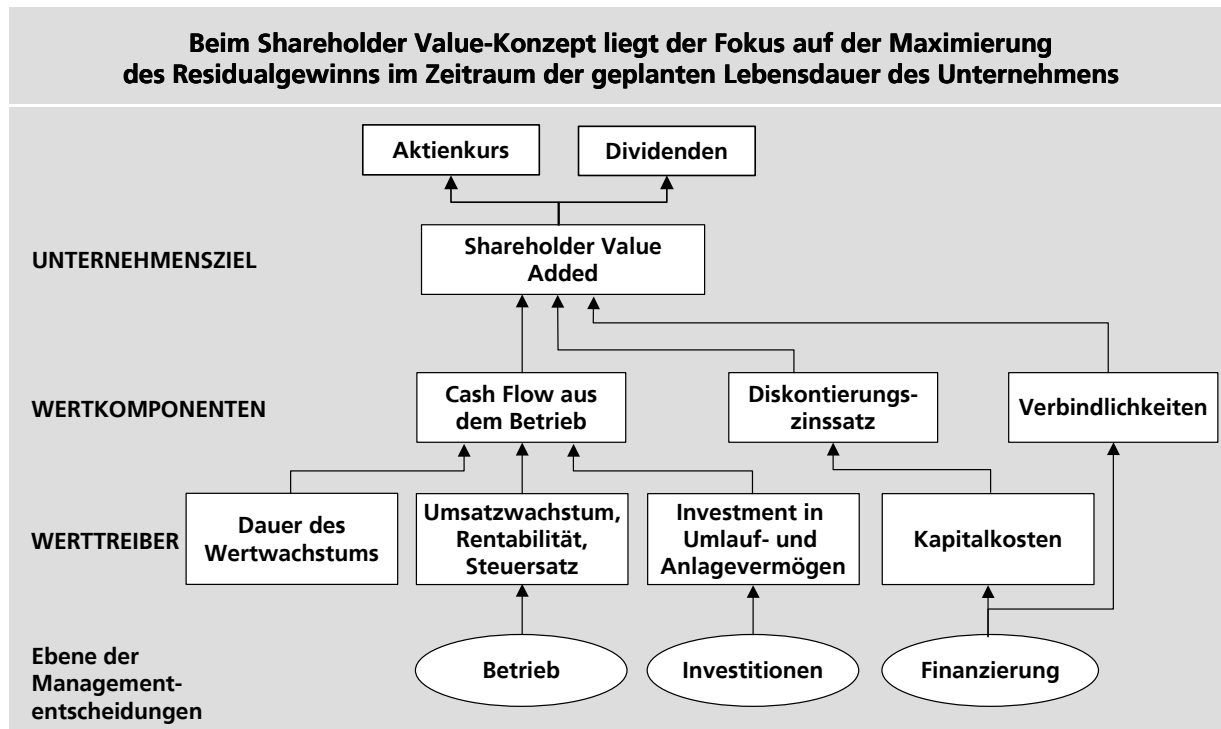 Beim Shareholder Value-Konzept liegt der Fokus auf der Maximierung
des Residualgewinns im Zeitraum der geplanten Lebensdauer des Unternehmens
Aktienkurs
Dividenden
UNTERNEHMENSZIEL
Shareholder Value
Added
WERTKOMPONENTEN
Cash Flow aus
dem Betrieb
Diskontierungs-
zinssatz
Verbindlichkeiten
WERTTREIBER
Dauer des
Wertwachstums
Umsatzwachstum,
Rentabilität,
Steuersatz
Investment in
Umlauf- und
Anlagevermögen
Kapitalkosten
Ebene der
Management-
entscheidungen
Betrieb
Investitionen
Finanzierung